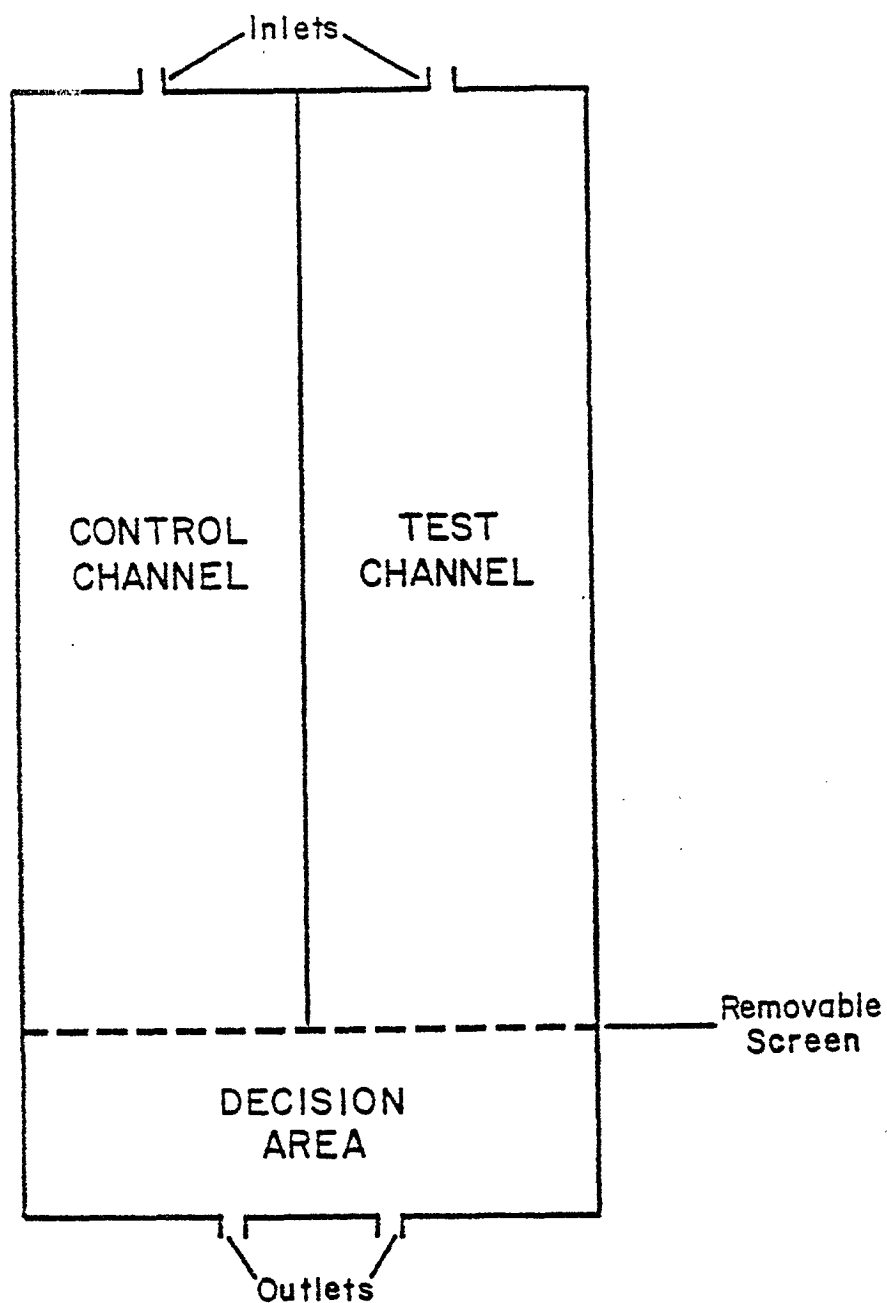 Inlets
CONTROL
CHANNEL
TEST
CHANNEL
Removable
Screen
DECISION
AREA
Outlets